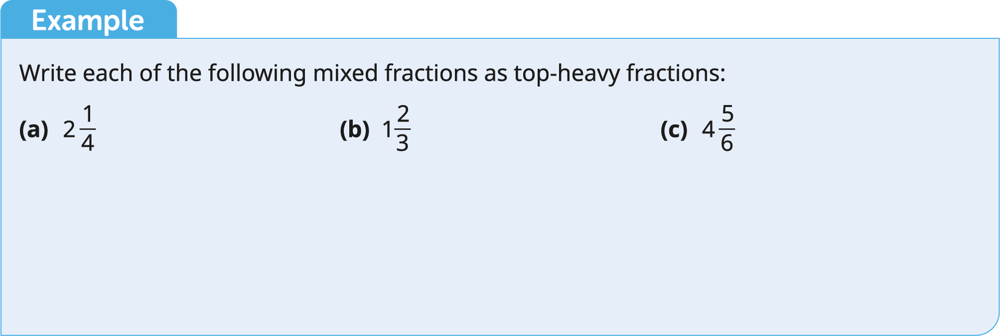 Example
Write each of the following mixed fractions as top-heavy fractions:
(a) 2 1/4 (b) 1 2/3 (c) 4 5/6